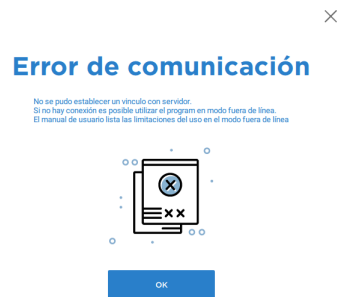 Error de comunicación
No se pudo establecer un vinculo con servidor.
Si no hay conexión es posible utilizar el program en modo fuera de línea.
El manual de usuario lista las limitaciones del uso en el modo fuera de línea
OK